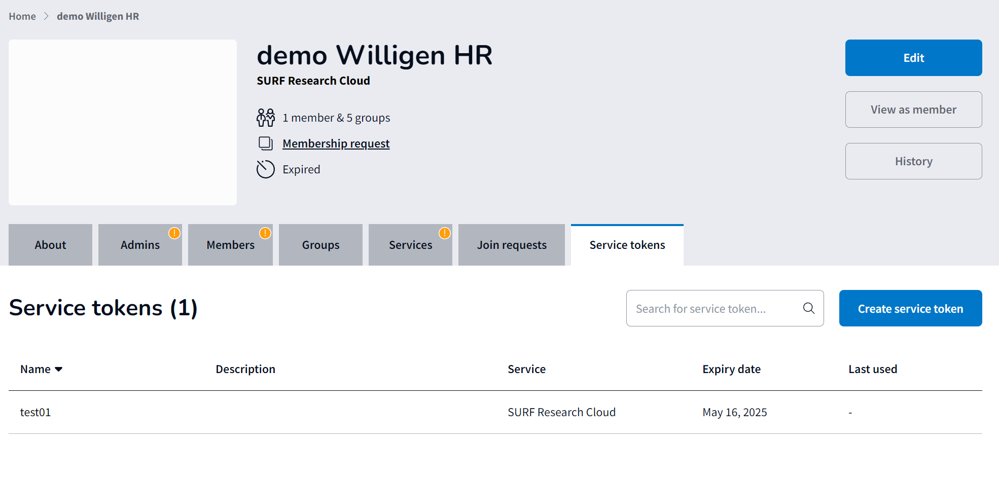 Home > demo Willigen HR
demo Willigen HR
SURF Research Cloud
1 member & 5 groups
Membership request
Expired
Edit
View as member
History
About
Admins
Members
Groups
Services
Join requests
Service tokens
Service tokens (1)
Search for service token...
Create service token
Name Description Service Expiry date Last used
test01 SURF Research Cloud May 16, 2025 -